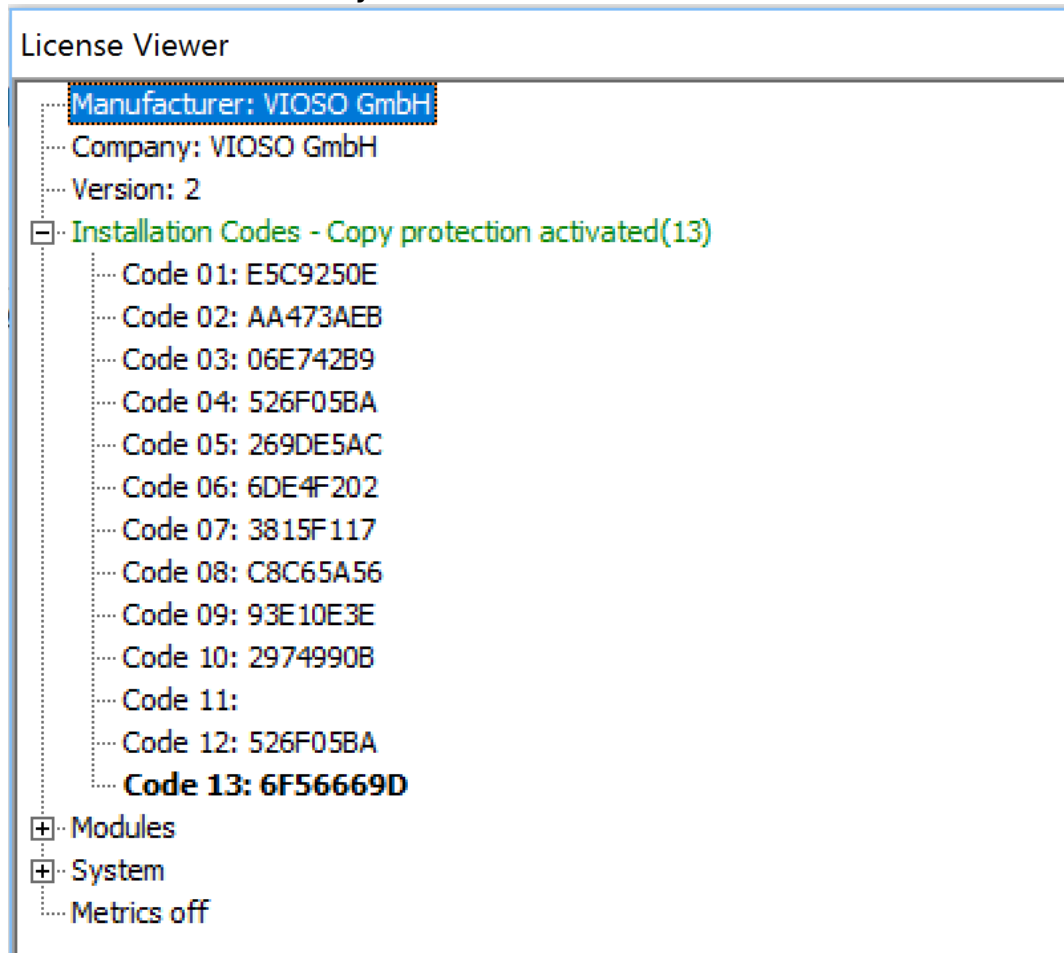 License Viewer
Manufacturer: VIOSO GmbH
Company: VIOSO GmbH
Version: 2
Installation Codes - Copy protection activated(13)
Code 01: E5C9250E
Code 02: AA473AEB
Code 03: 06E742B9
Code 04: 526F05BA
Code 05: 269DE5AC
Code 06: 6DE4F202
Code 07: 3815F117
Code 08: C8C65A56
Code 09: 93E10E3E
Code 10: 2974990B
Code 11:
Code 12: 526F05BA
Code 13: 6F56669D
Modules
System
Metrics off